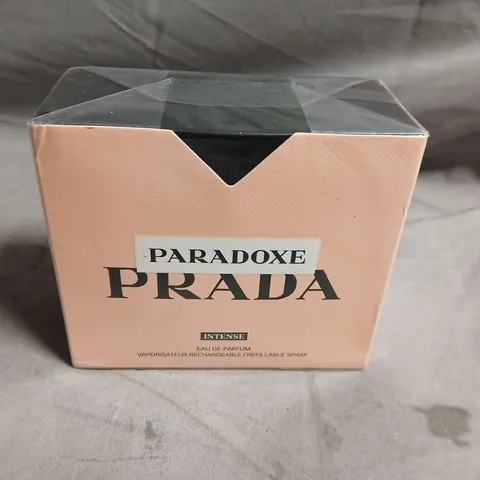 PARADOXE
PRADA
INTENSE
EAU DE PARFUM
VAPORISATEUR RECHARGEABLE / REFILLABLE SPRAY